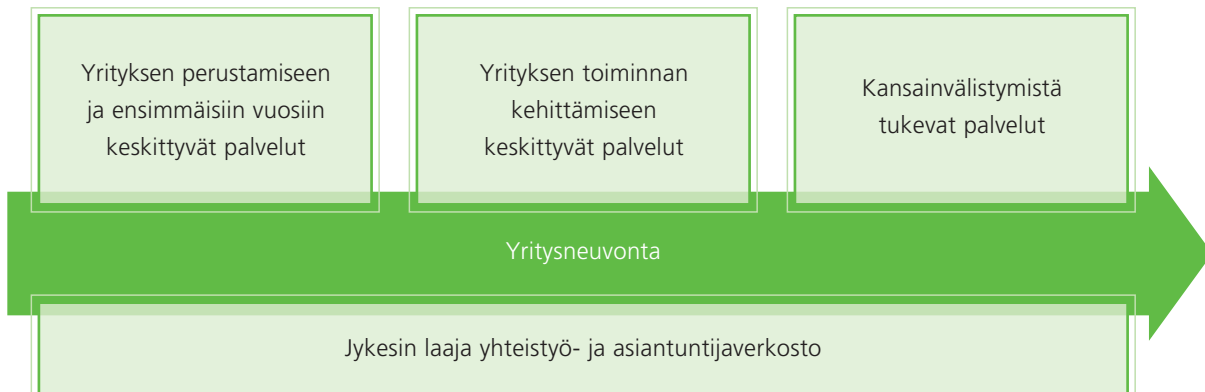 Yrityksen perustamiseen
ja ensimmäisiin vuosiin
keskittyvät palvelut
Yrityksen toiminnan
kehittämiseen
keskittyvät palvelut
Kansainvälistymistä
tukevat palvelut
Yritysneuvonta
Jykesin laaja yhteistyö- ja asiantuntijaverkosto